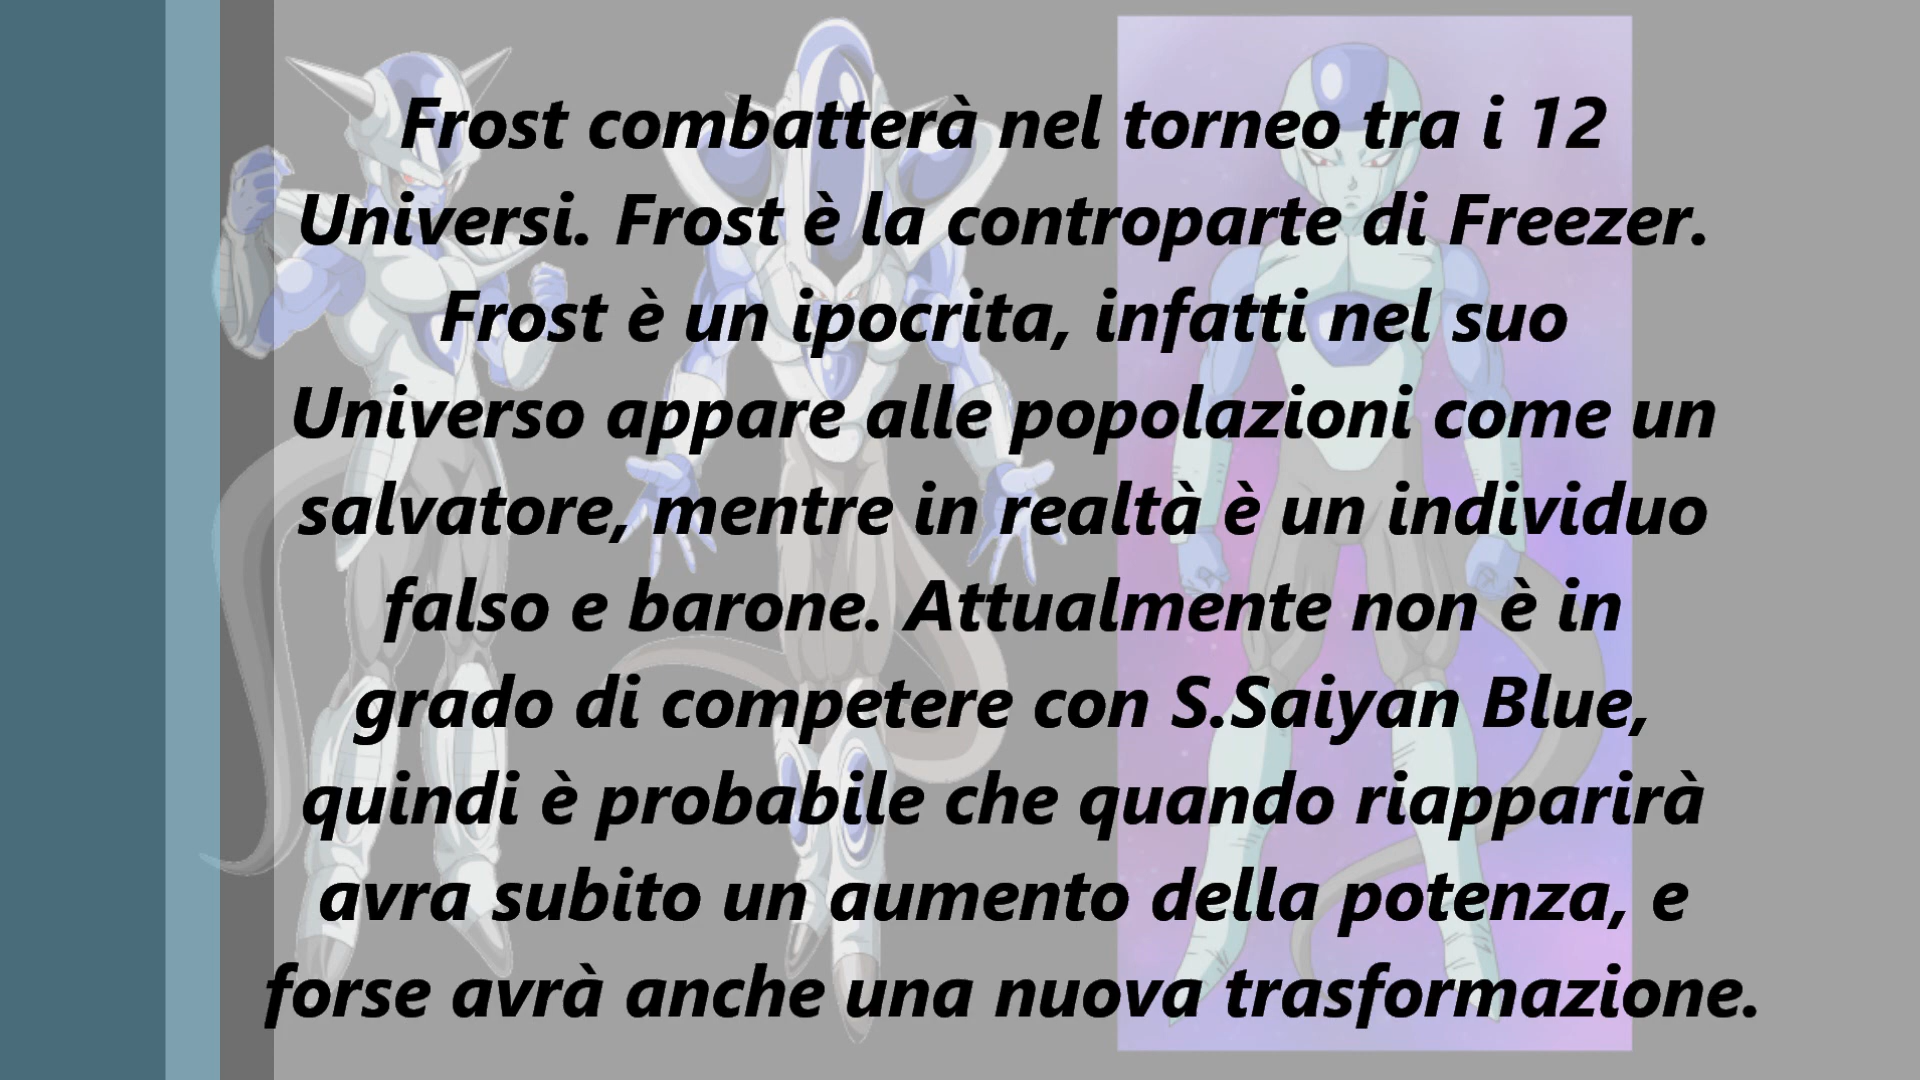 Frost combatterà nel torneo tra i 12
Universi. Frost è la controparte di Freezer.
Frost è un ipocrita, infatti nel suo
Universo appare alle popolazioni come un
salvatore, mentre in realtà è un individuo
falso e barone. Attualmente non è in
grado di competere con S.Saiyan Blue,
quindi è probabile che quando riapparirà
avra subito un aumento della potenza, e
forse avrà anche una nuova trasformazione.